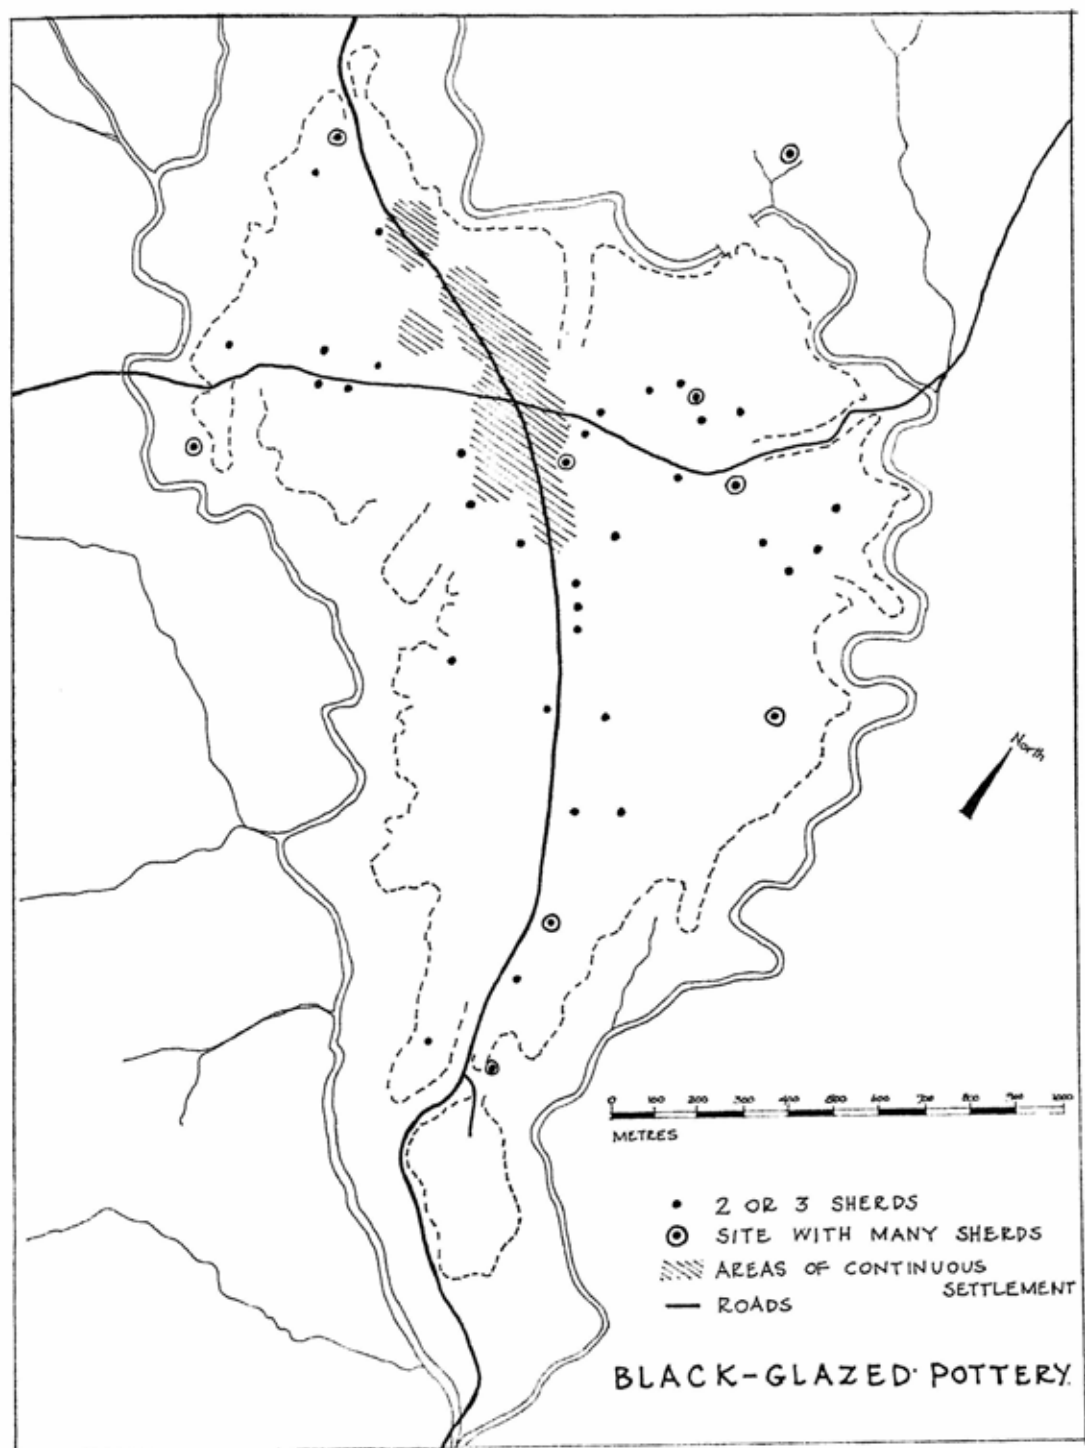 North
0 100 200 300 400 500 600 700 800 900 1000
METRES
2 OR 3 SHERDS
SITE WITH MANY SHERDS
AREAS OF CONTINUOUS
SETTLEMENT
ROADS
BLACK-GLAZED POTTERY.